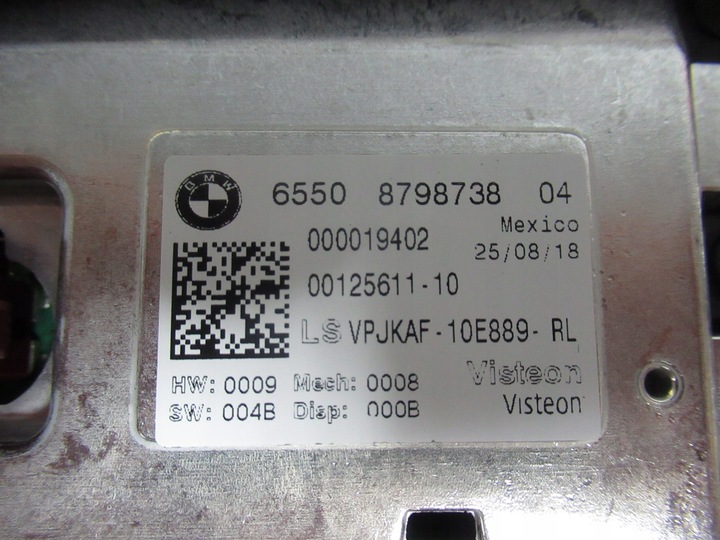 BMW
6550 8798738 04
Mexico
000019402
25/08/18
00125611-10
LS VPJKAF-10E889-RL
Visteon
HW: 0009 Mech: 0008
SW: 004B Disp: 000B
Visteon